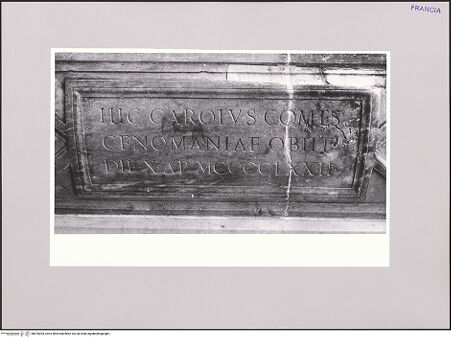 FRANCIA
HIC CAROLVS COMES
CENOMANIAE OBIIT
DIE X AP MCCCCLXXII